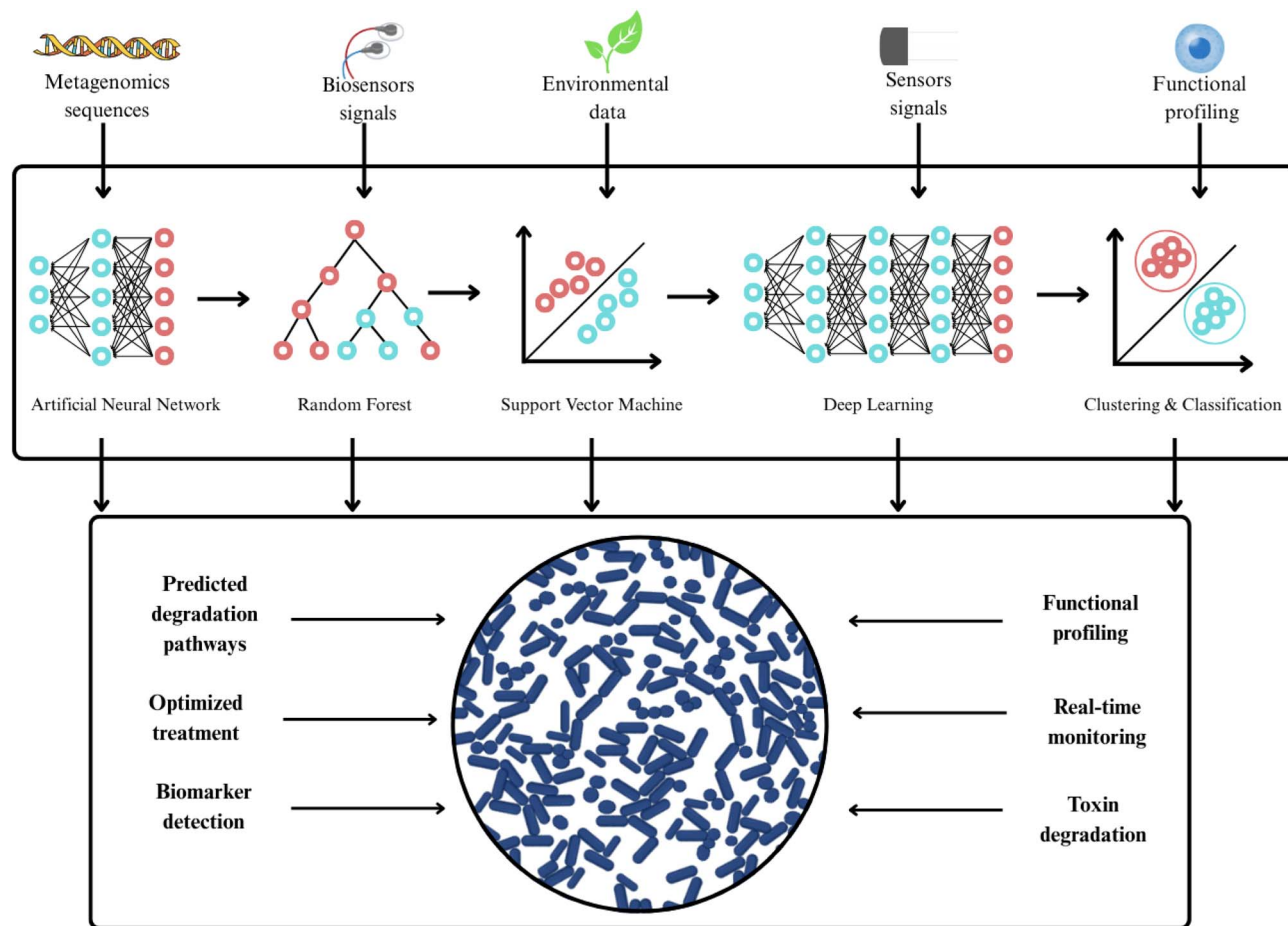 Metagenomics
sequences
Biosensors
signals
Environmental
data
Sensors
signals
Functional
profiling
Artificial Neural Network
Random Forest
Support Vector Machine
Deep Learning
Clustering & Classification
Predicted
degradation
pathways
Optimized
treatment
Biomarker
detection
Functional
profiling
Real-time
monitoring
Toxin
degradation